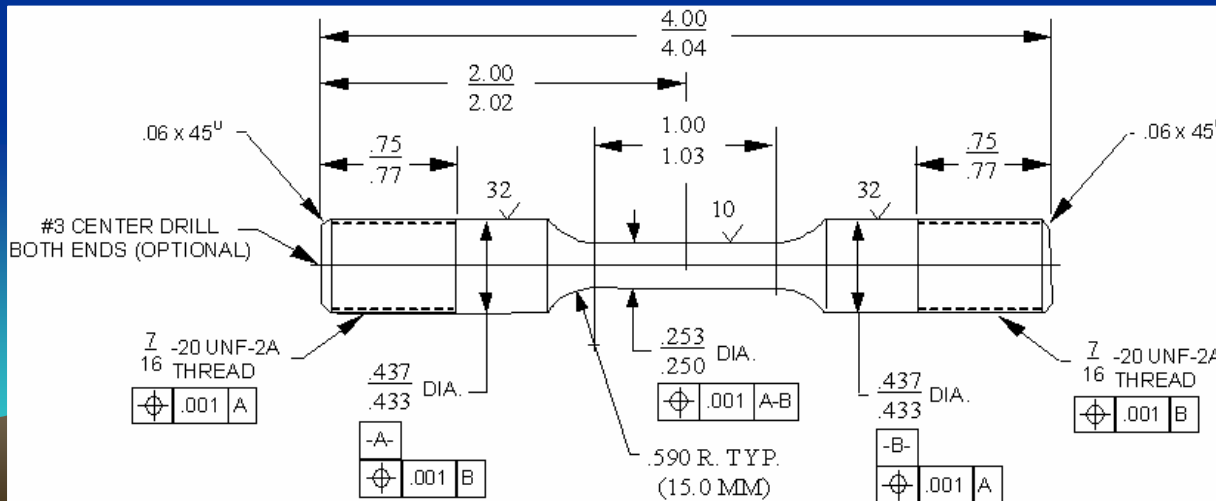 4.00
4.04
2.00
2.02
1.00
1.03
.06 x 45⁰
.75
.77
.75
.77
- .06 x 45⁰
32
10
32
#3 CENTER DRILL
BOTH ENDS (OPTIONAL)
7/16 -20 UNF-2A
THREAD
⌖ .001 A
.437
.433 DIA.
-A-
⌖ .001 B
.253
.250 DIA.
⌖ .001 A-B
.590 R. TYP.
(15.0 MM)
.437
.433 DIA.
-B-
⌖ .001 A
7/16 -20 UNF-2A
THREAD
⌖ .001 B